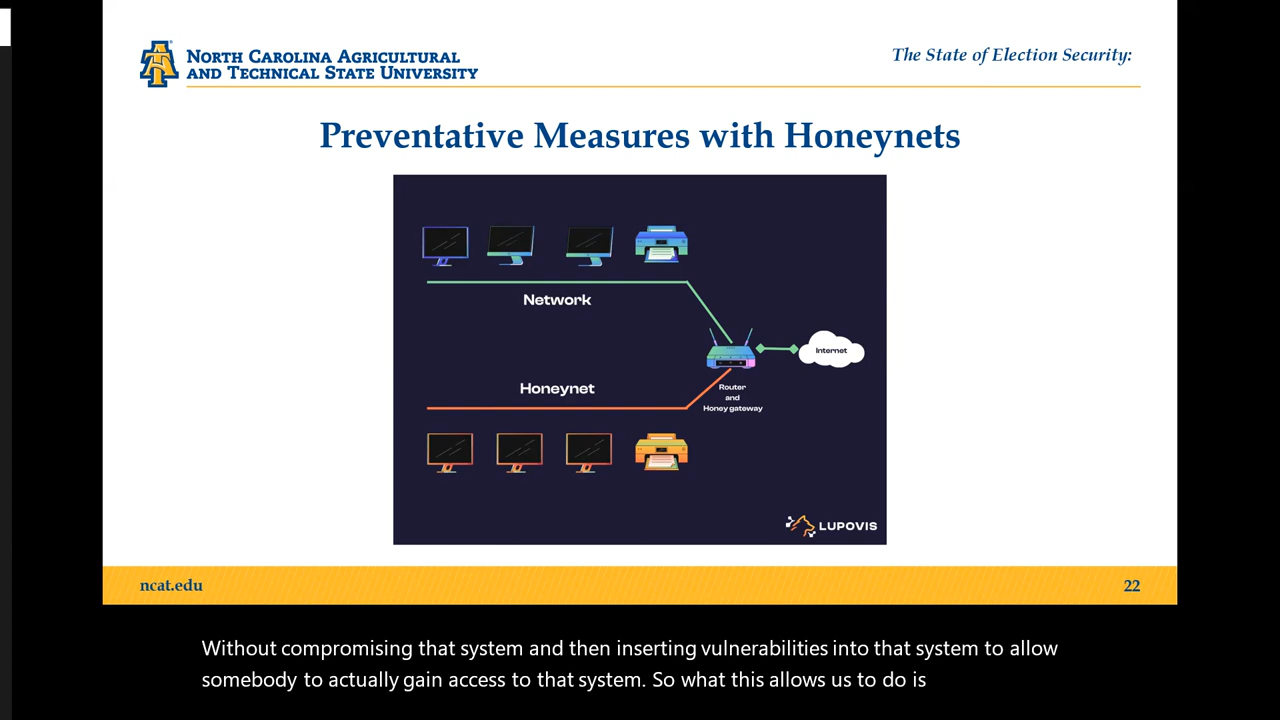 NORTH CAROLINA AGRICULTURAL
AND TECHNICAL STATE UNIVERSITY
The State of Election Security:
Preventative Measures with Honeynets
Network
Internet
Honeynet
Router
and
Honey gateway
LUPOVIS
ncat.edu
22
Without compromising that system and then inserting vulnerabilities into that system to allow
somebody to actually gain access to that system. So what this allows us to do is